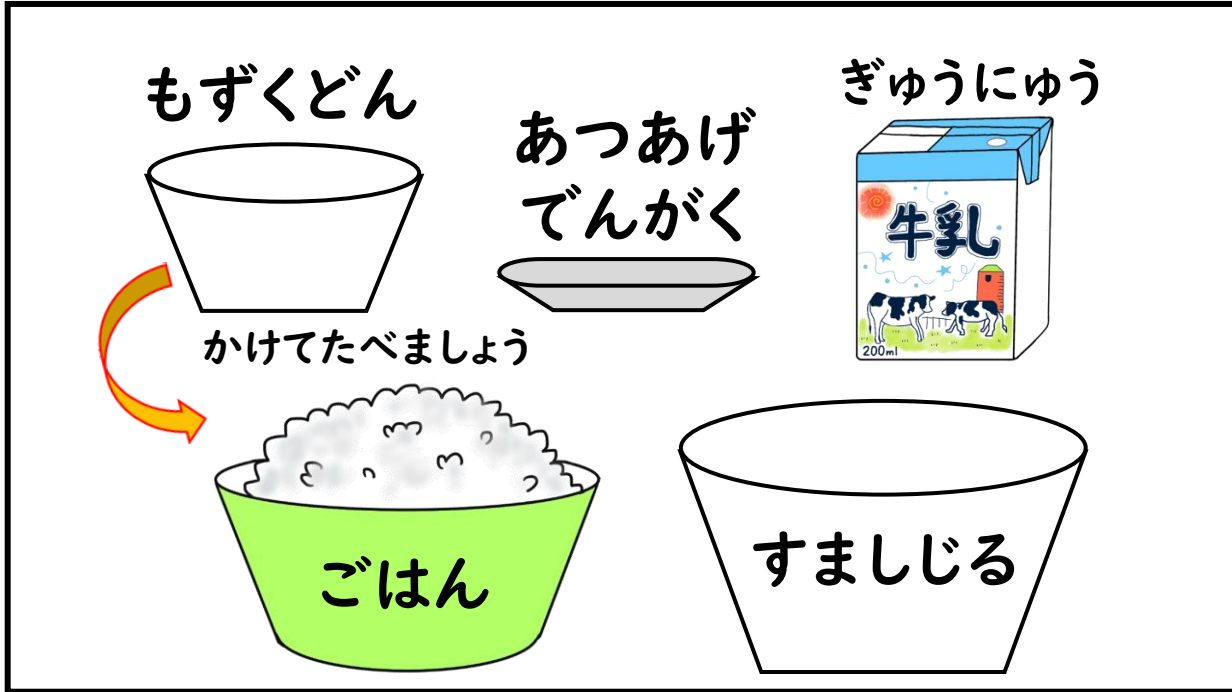 もずくどん
あつあげ
でんがく
ぎゅうにゅう
牛乳
200ml
かけてたべましょう
ごはん
すましじる